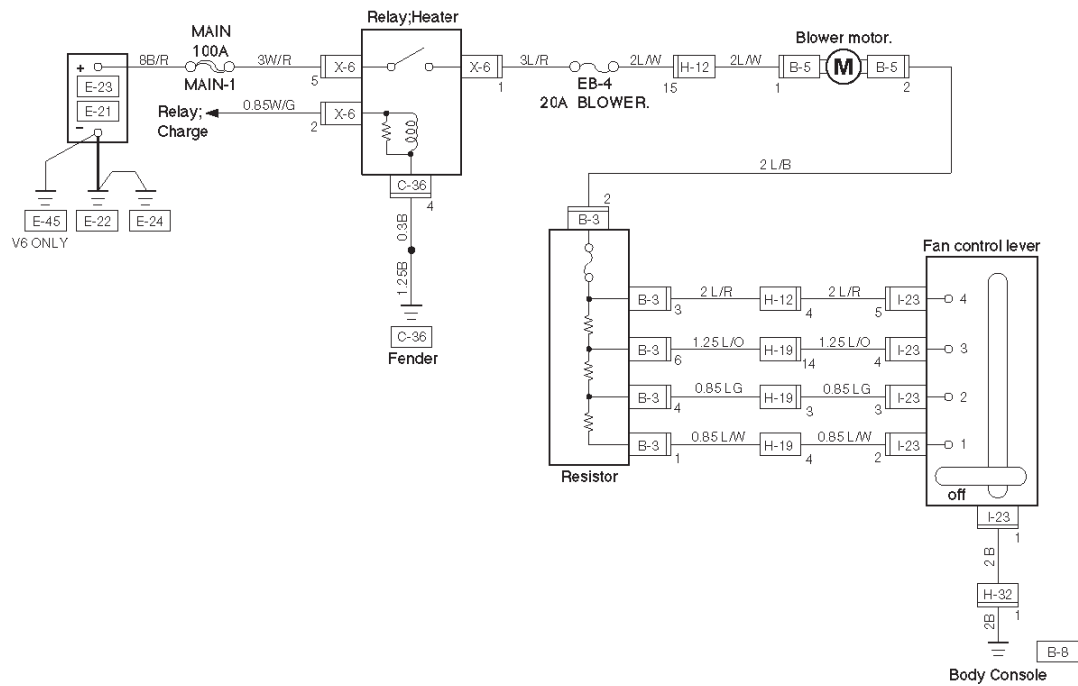 Relay;Heater
MAIN
100A
MAIN-1
8B/R
3W/R
5
X-6
X-6
1
3L/R
EB-4
20A BLOWER.
2L/W
H-12
15
2L/W
Blower motor.
B-5
1
M
B-5
2
+
E-23
E-21
−
Relay;
Charge
0.85W/G
2
X-6
C-36
4
0.3B
1.25B
C-36
Fender
E-45
E-22
E-24
V6 ONLY
2 L/B
2
B-3
Fan control lever
B-3
3
2 L/R
H-12
4
2 L/R
5
I-23
4
B-3
6
1.25 L/O
H-19
14
1.25 L/O
4
I-23
3
B-3
4
0.85 LG
H-19
3
0.85 LG
3
I-23
2
B-3
1
0.85 L/W
H-19
4
0.85 L/W
2
I-23
1
Resistor
off
I-23
1
2 B
H-32
1
2B
Body Console
B-8